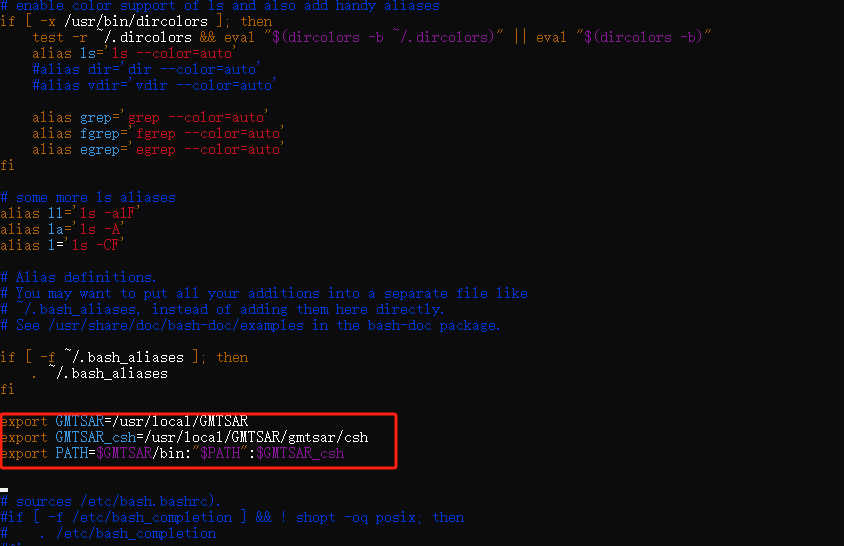 # enable color support of ls and also add handy aliases
if [ -x /usr/bin/dircolors ]; then
    test -r ~/.dircolors && eval "$(dircolors -b ~/.dircolors)" || eval "$(dircolors -b)"
    alias ls='ls --color=auto'
    #alias dir='dir --color=auto'
    #alias vdir='vdir --color=auto'
    alias grep='grep --color=auto'
    alias fgrep='fgrep --color=auto'
    alias egrep='egrep --color=auto'
fi
# some more ls aliases
alias ll='ls -alF'
alias la='ls -A'
alias l='ls -CF'
# Alias definitions.
# You may want to put all your additions into a separate file like
# ~/.bash_aliases, instead of adding them here directly.
# See /usr/share/doc/bash-doc/examples in the bash-doc package.
if [ -f ~/.bash_aliases ]; then
    . ~/.bash_aliases
fi
export GMTSAR=/usr/local/GMTSAR
export GMTSAR_csh=/usr/local/GMTSAR/gmtsar/csh
export PATH=$GMTSAR/bin:"$PATH":$GMTSAR_csh
# sources /etc/bash.bashrc).
#if [ -f /etc/bash_completion ] && ! shopt -oq posix; then
#    . /etc/bash_completion